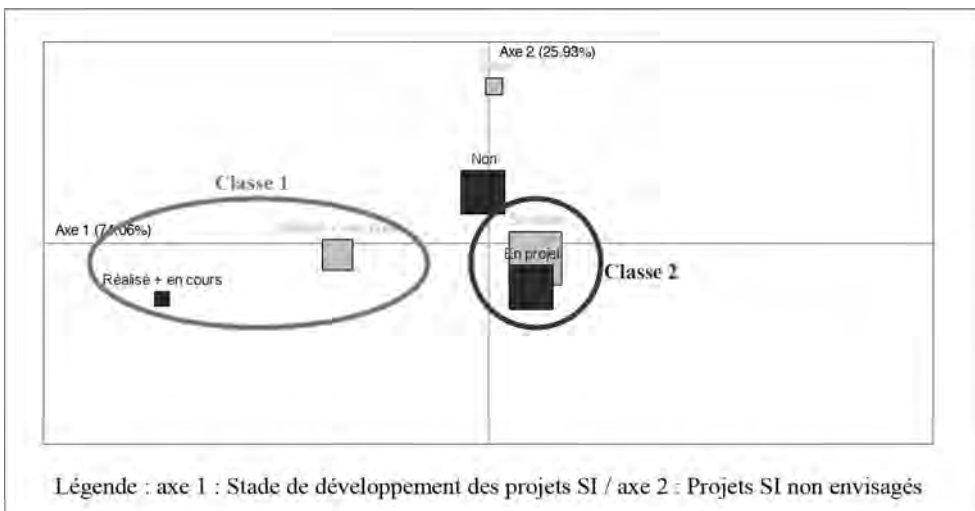 Axe 2 (25.93%)
Non
Classe 1
Axe 1 (74.06%)
En projet
Classe 2
Réalisé + en cours
Légende : axe 1 : Stade de développement des projets SI / axe 2 : Projets SI non envisagés